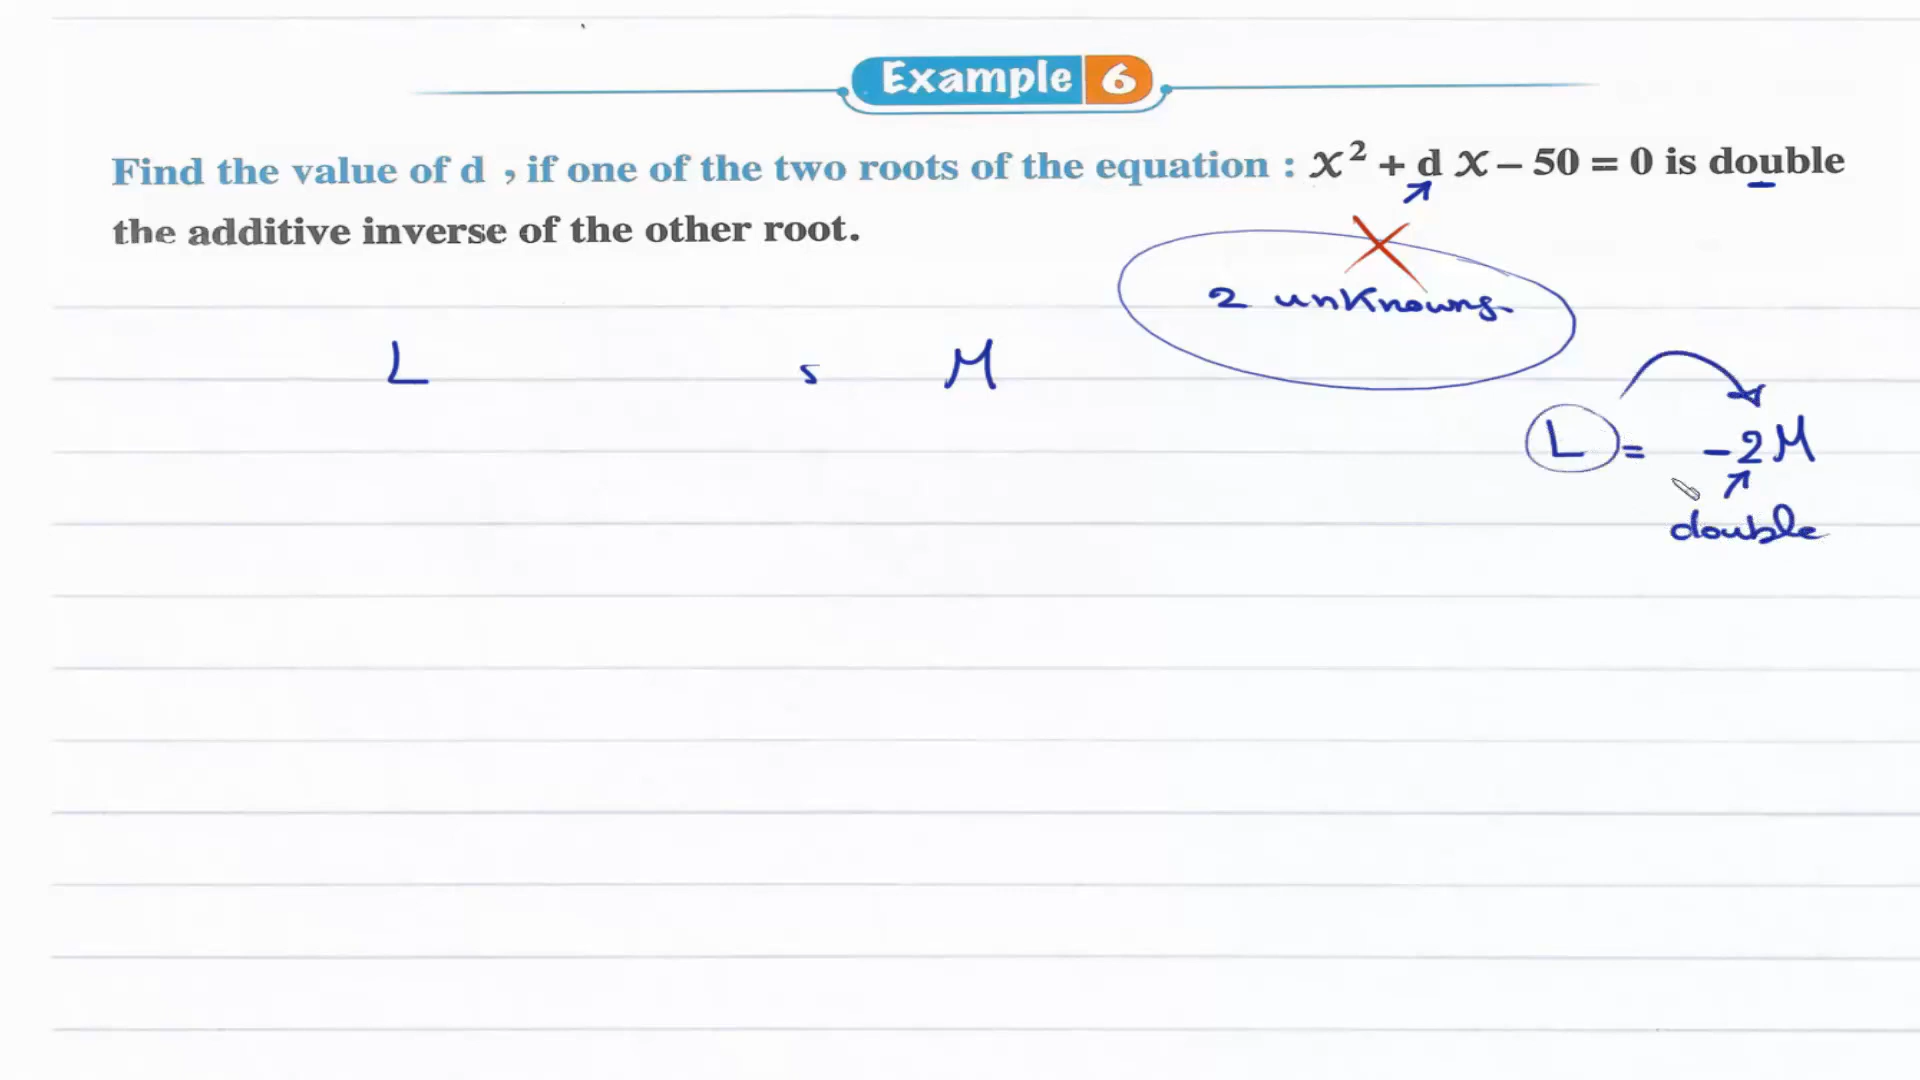 Example 6
Find the value of d , if one of the two roots of the equation : x² + d x – 50 = 0 is double
the additive inverse of the other root.
2 unknowns
L , M
L = -2M
double